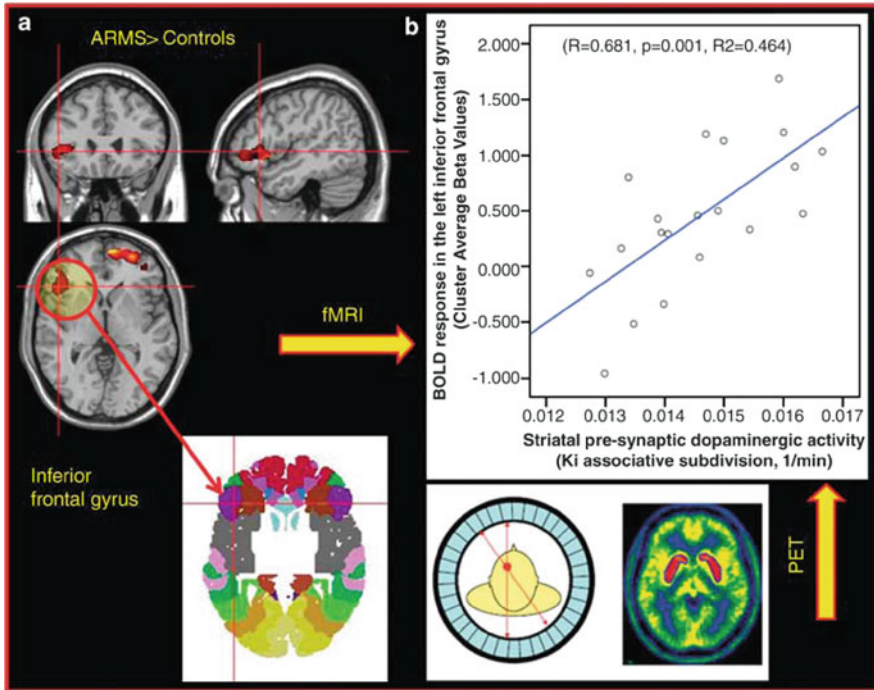 a
ARMS> Controls
fMRI
Inferior
frontal gyrus
b
(R=0.681, p=0.001, R2=0.464)
BOLD response in the left inferior frontal gyrus
(Cluster Average Beta Values)
2.000
1.500
1.000
0.500
0.000
-0.500
-1.000
0.012 0.013 0.014 0.015 0.016 0.017
Striatal pre-synaptic dopaminergic activity
(Ki associative subdivision, 1/min)
PET